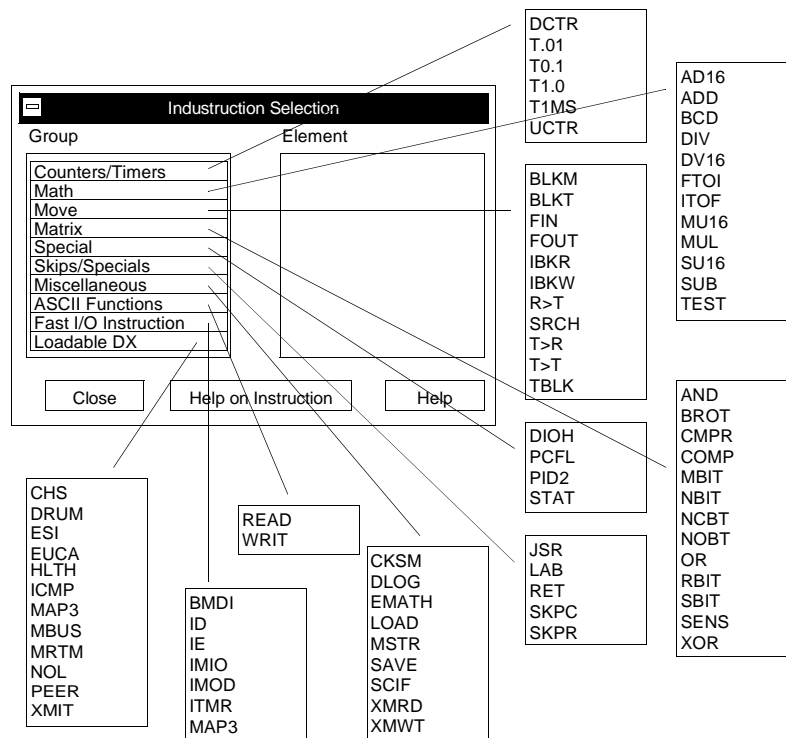 Industruction Selection
Group
Element
Counters/Timers
Math
Move
Matrix
Special
Skips/Specials
Miscellaneous
ASCII Functions
Fast I/O Instruction
Loadable DX
Close
Help on Instruction
Help
DCTR
T.01
T0.1
T1.0
T1MS
UCTR
AD16
ADD
BCD
DIV
DV16
FTOI
ITOF
MU16
MUL
SU16
SUB
TEST
BLKM
BLKT
FIN
FOUT
IBKR
IBKW
R>T
SRCH
T>R
T>T
TBLK
AND
BROT
CMPR
COMP
MBIT
NBIT
NCBT
NOBT
OR
RBIT
SBIT
SENS
XOR
DIOH
PCFL
PID2
STAT
JSR
LAB
RET
SKPC
SKPR
CHS
DRUM
ESI
EUCA
HLTH
ICMP
MAP3
MBUS
MRTM
NOL
PEER
XMIT
READ
WRIT
BMDI
ID
IE
IMIO
IMOD
ITMR
MAP3
CKSM
DLOG
EMATH
LOAD
MSTR
SAVE
SCIF
XMRD
XMWT